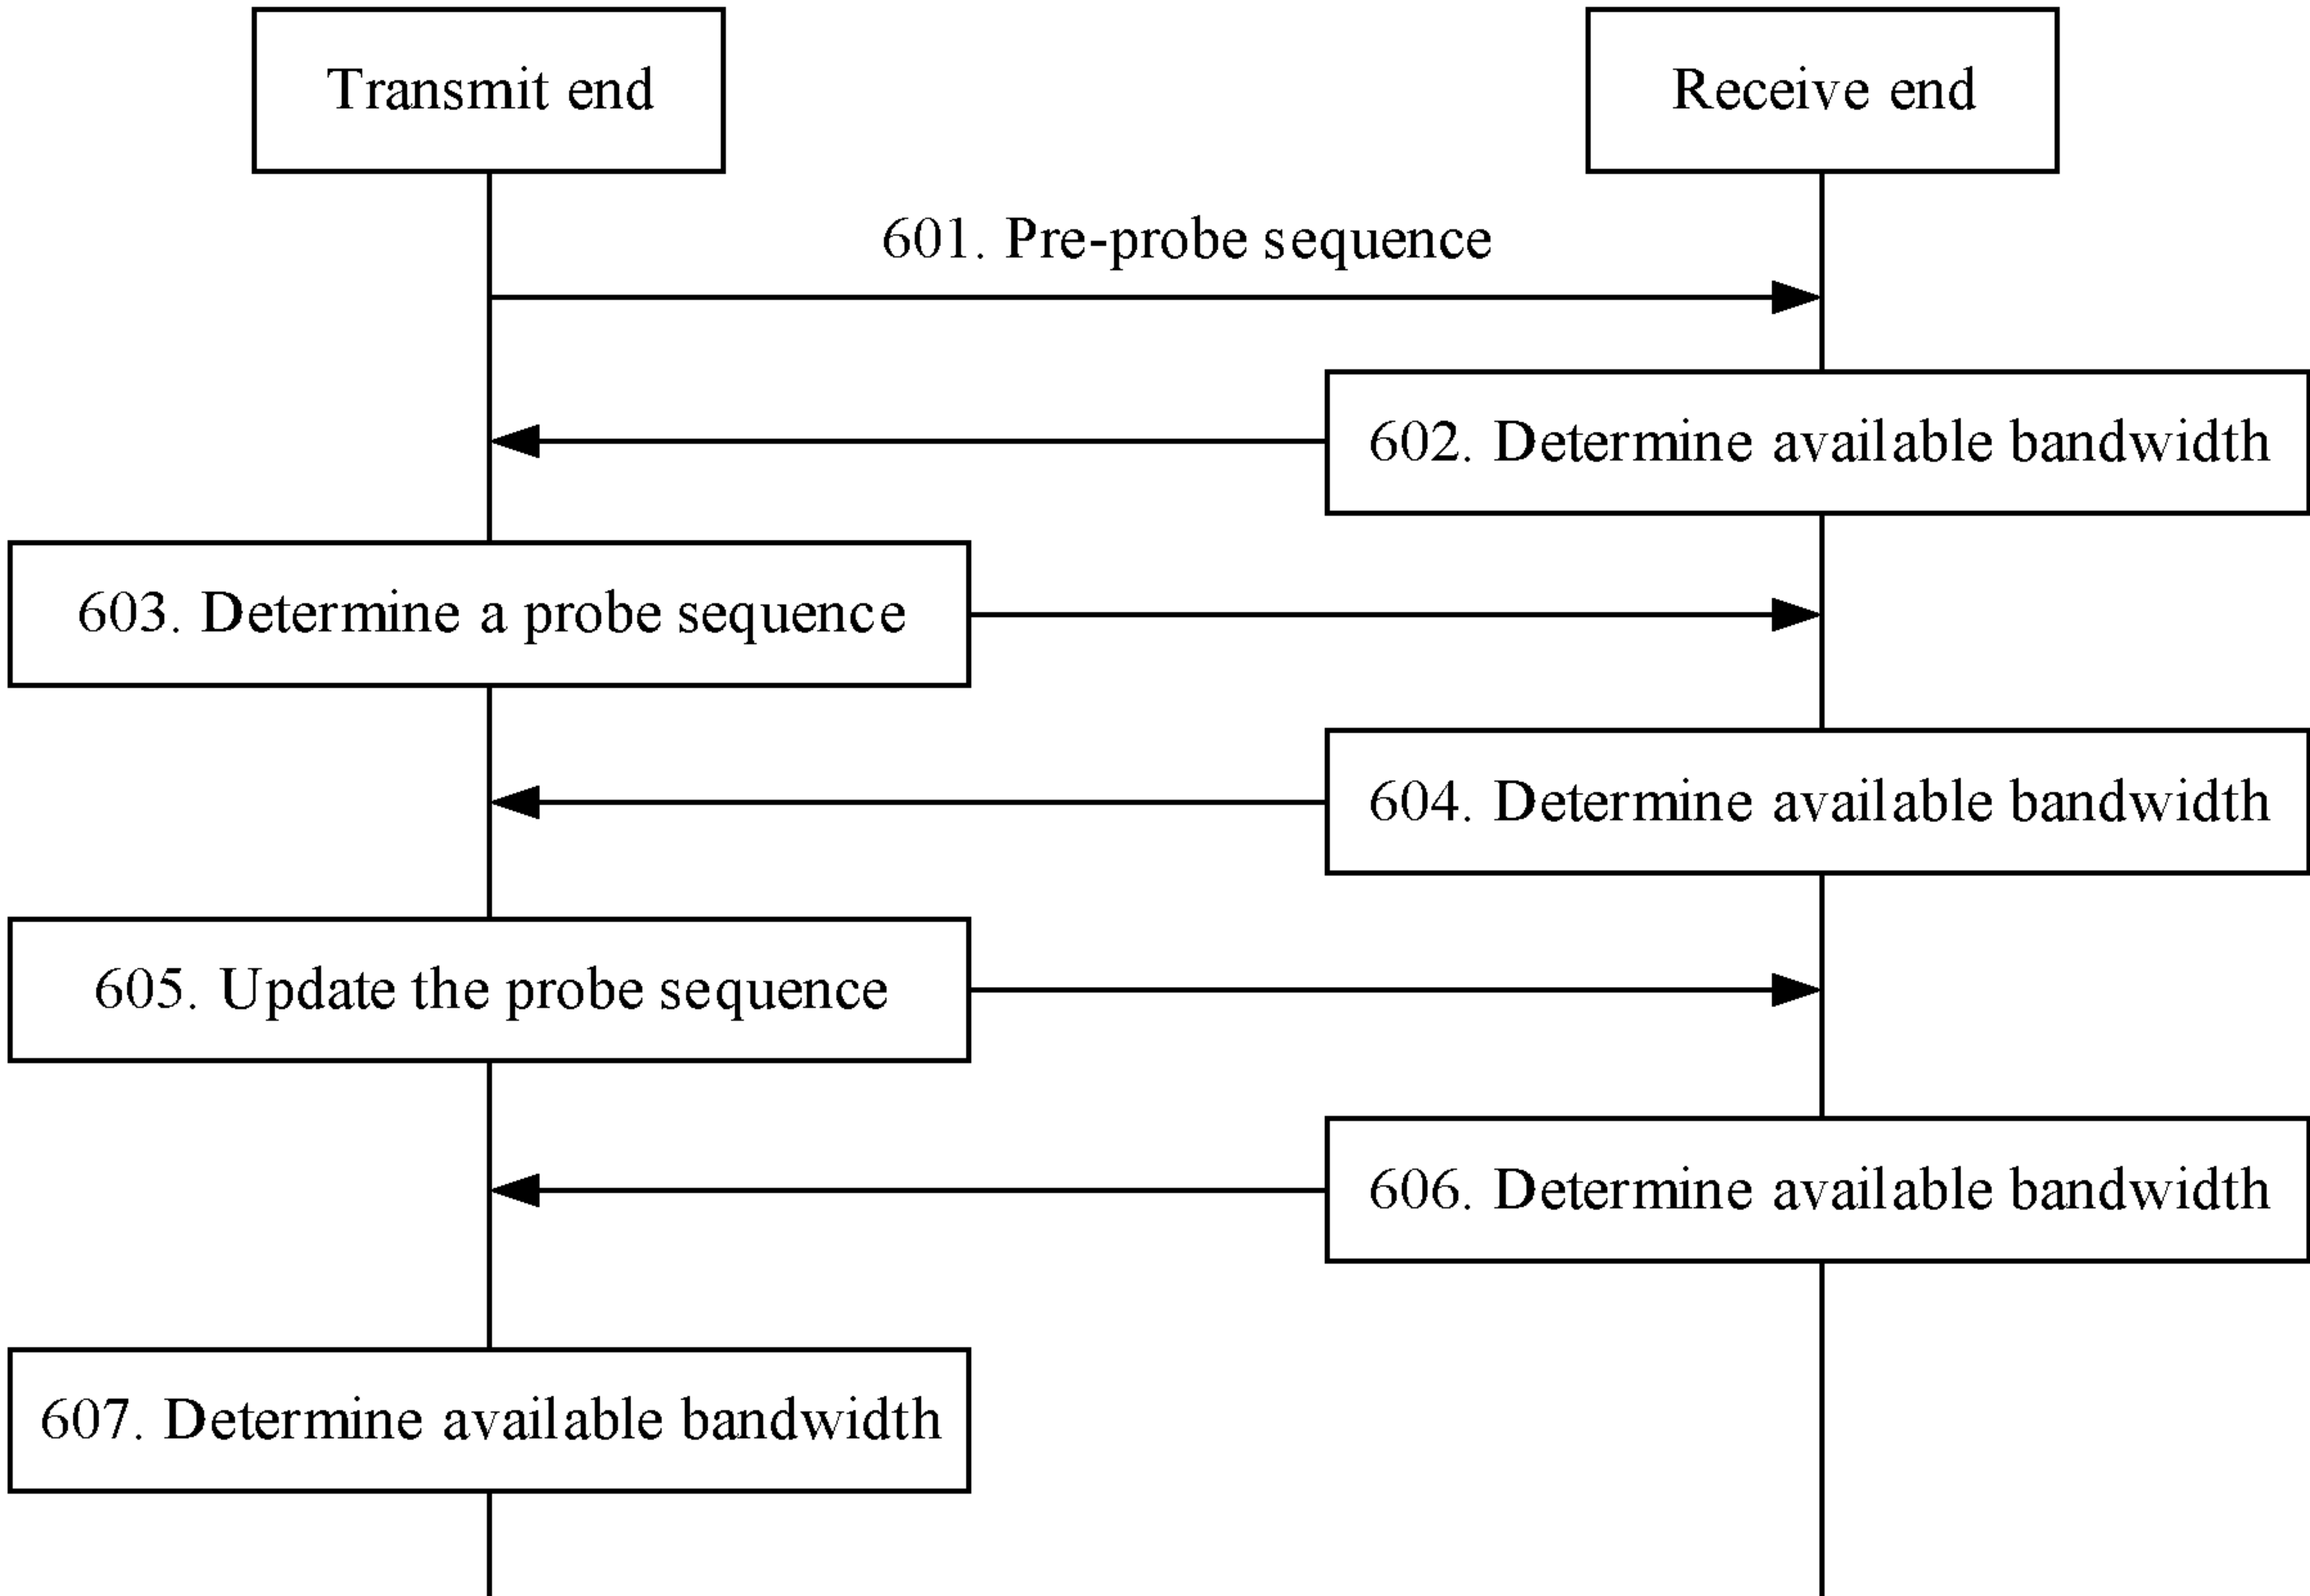 Transmit end
Receive end
601. Pre-probe sequence
602. Determine available bandwidth
603. Determine a probe sequence
604. Determine available bandwidth
605. Update the probe sequence
606. Determine available bandwidth
607. Determine available bandwidth